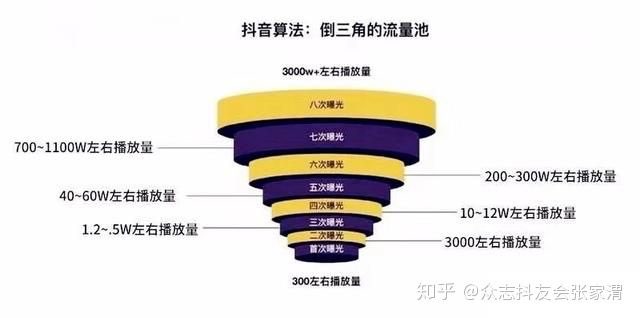 抖音算法：倒三角的流量池
3000w+左右播放量
八次曝光
七次曝光
700~1100W左右播放量
六次曝光
200~300W左右播放量
五次曝光
40~60W左右播放量
四次曝光
10~12W左右播放量
三次曝光
1.2~.5W左右播放量
二次曝光
3000左右播放量
首次曝光
300左右播放量
知乎 @众志抖友会张家渭